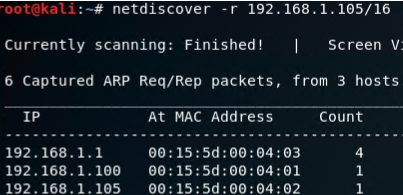 root@kali:~# netdiscover -r 192.168.1.105/16
Currently scanning: Finished! | Screen Vi
6 Captured ARP Req/Rep packets, from 3 hosts
IP At MAC Address Count
-----------------------------------------------
192.168.1.1 00:15:5d:00:04:03 4
192.168.1.100 00:15:5d:00:04:01 1
192.168.1.105 00:15:5d:00:04:02 1